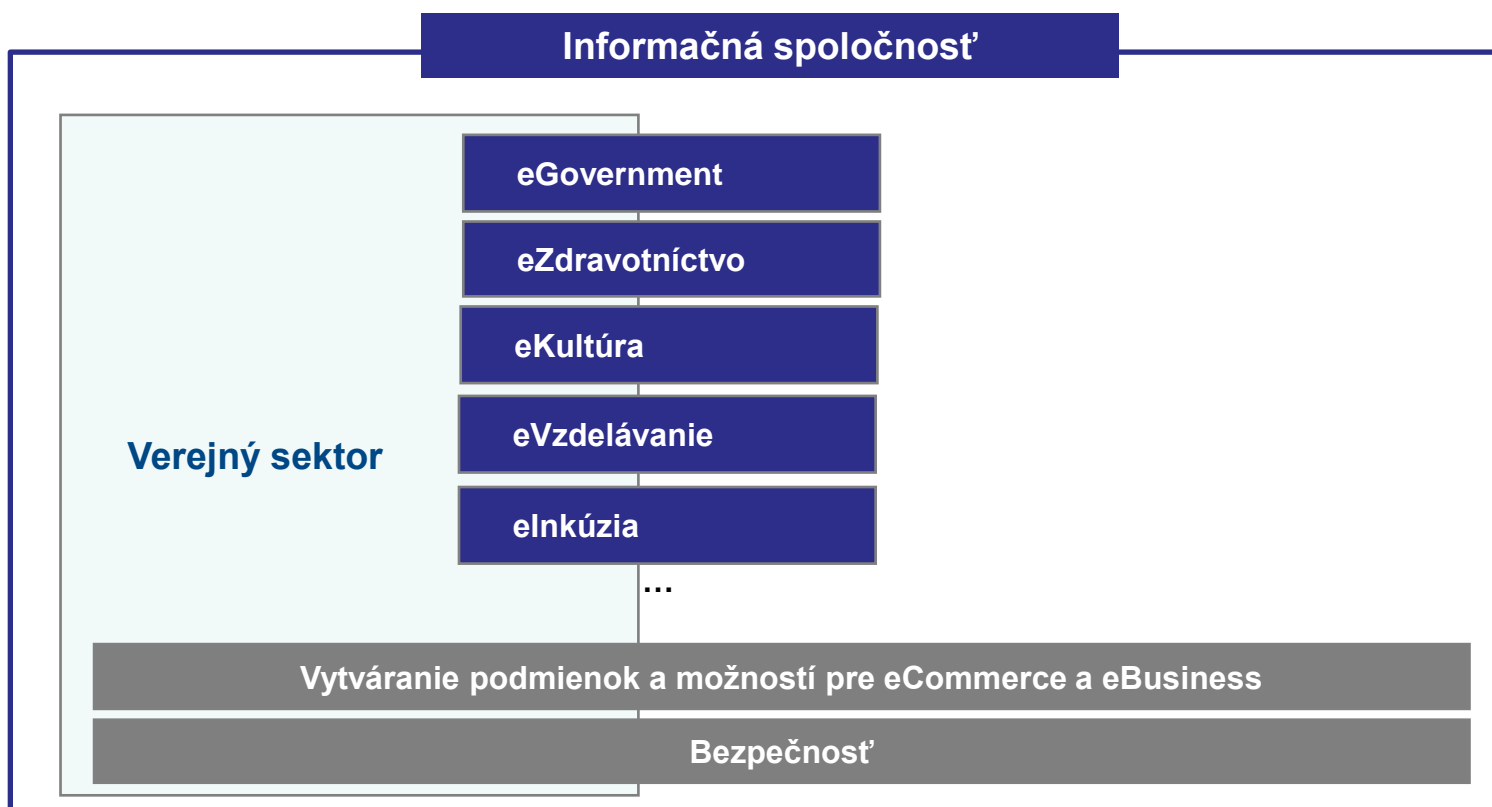 Informačná spoločnosť
eGovernment
eZdravotníctvo
eKultúra
eVzdelávanie
Verejný sektor
eInkúzia
...
Vytváranie podmienok a možností pre eCommerce a eBusiness
Bezpečnosť